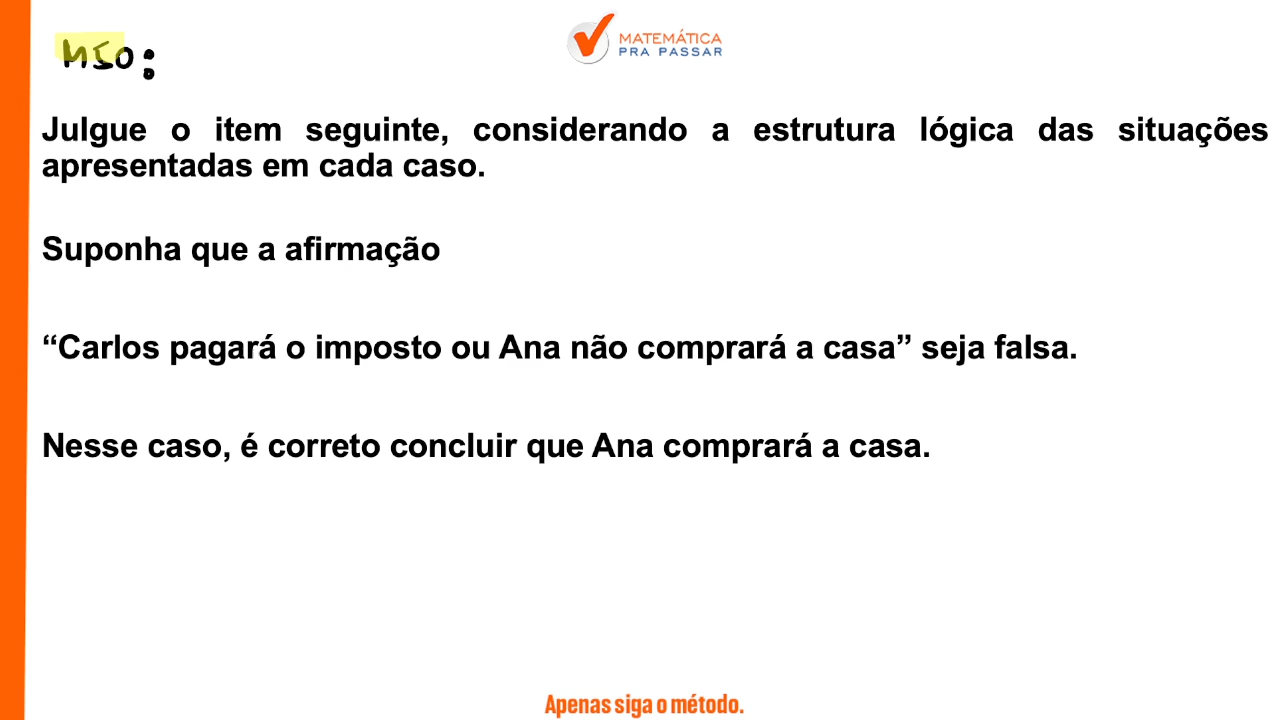 MSO:
MATEMÁTICA
PRA PASSAR
Julgue o item seguinte, considerando a estrutura lógica das situações
apresentadas em cada caso.
Suponha que a afirmação
“Carlos pagará o imposto ou Ana não comprará a casa” seja falsa.
Nesse caso, é correto concluir que Ana comprará a casa.
Apenas siga o método.